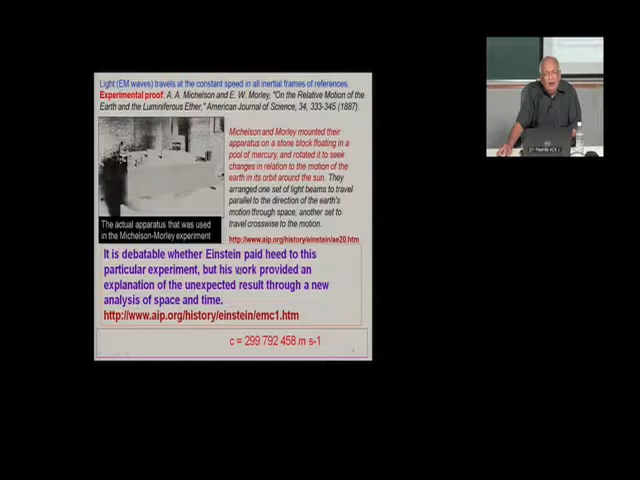 Light (EM waves) travels at the constant speed in all inertial frames of references.
Experimental proof: A. A. Michelson and E. W. Morley, "On the Relative Motion of the
Earth and the Luminiferous Ether," American Journal of Science, 34, 333-345 (1887).
Michelson and Morley mounted their
apparatus on a stone block floating in a
pool of mercury, and rotated it to seek
changes in relation to the motion of the
earth in its orbit around the sun. They
arranged one set of light beams to travel
parallel to the direction of the earth's
motion through space, another set to
travel crosswise to the motion.
The actual apparatus that was used
in the Michelson-Morley experiment
http://www.aip.org/history/einstein/ae20.htm
It is debatable whether Einstein paid heed to this
particular experiment, but his work provided an
explanation of the unexpected result through a new
analysis of space and time.
http://www.aip.org/history/einstein/emc1.htm
c = 299 792 458 m s-1